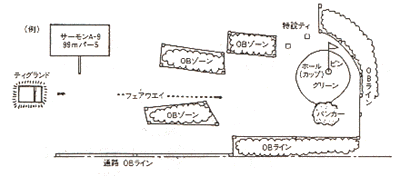 (例)
サーモンA-9
99mパー5
ティグランド
OBゾーン
OBゾーン
特設ティ
フェアウエイ
OBゾーン
ピン
ホール
(カップ)
グリーン
バンカー
OBライン
OBライン
通路 OBライン